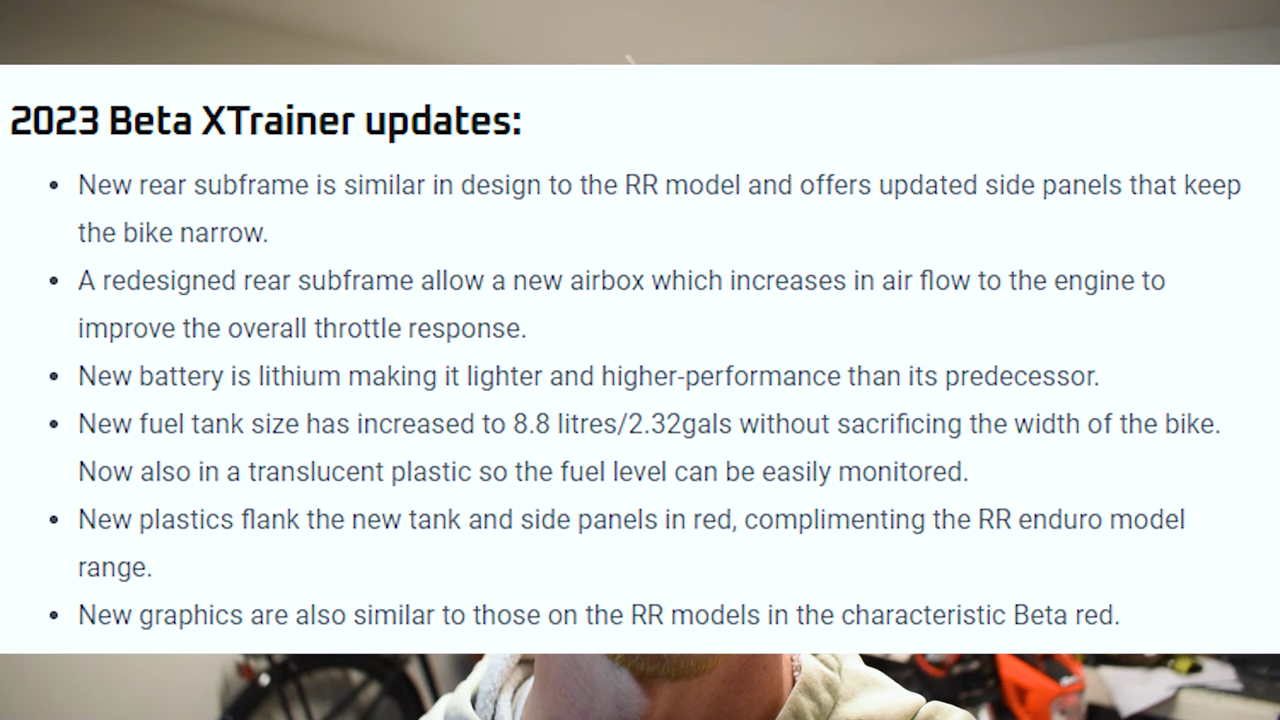 2023 Beta XTrainer updates:
• New rear subframe is similar in design to the RR model and offers updated side panels that keep
the bike narrow.
• A redesigned rear subframe allow a new airbox which increases in air flow to the engine to
improve the overall throttle response.
• New battery is lithium making it lighter and higher-performance than its predecessor.
• New fuel tank size has increased to 8.8 litres/2.32gals without sacrificing the width of the bike.
Now also in a translucent plastic so the fuel level can be easily monitored.
• New plastics flank the new tank and side panels in red, complimenting the RR enduro model
range.
• New graphics are also similar to those on the RR models in the characteristic Beta red.